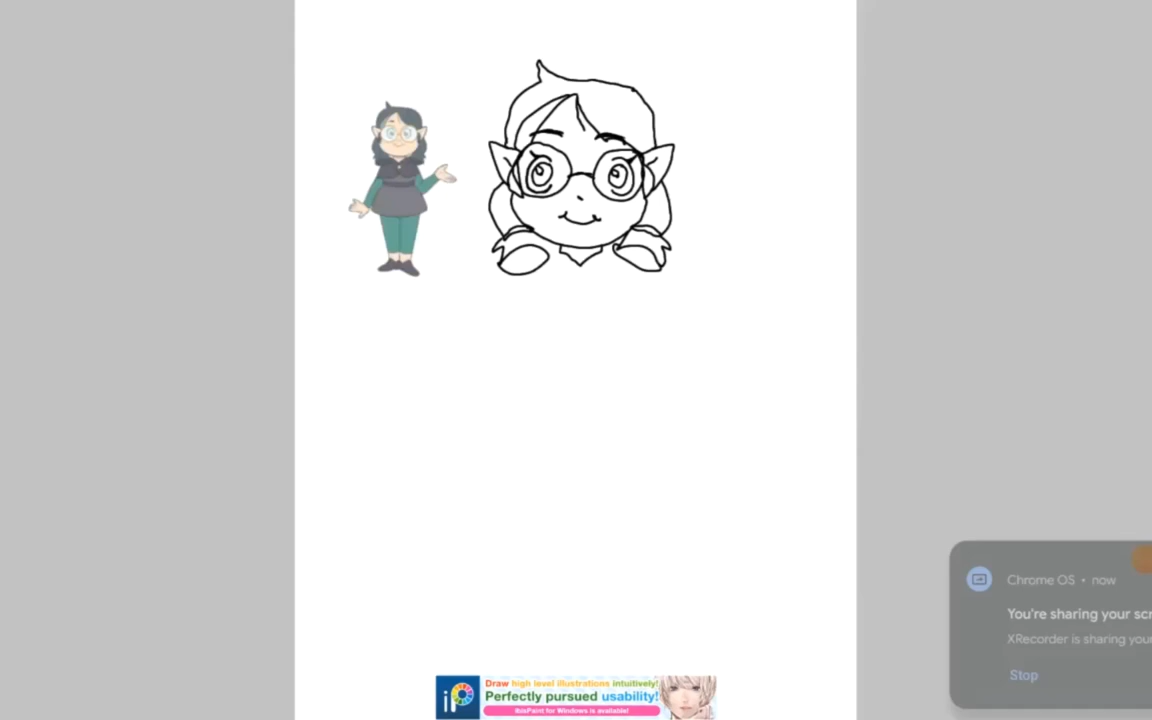 Chrome OS • now
You're sharing your scr
XRecorder is sharing your
Stop
Draw high level illustrations intuitively!
Perfectly pursued usability!
ibisPaint for Windows is available!